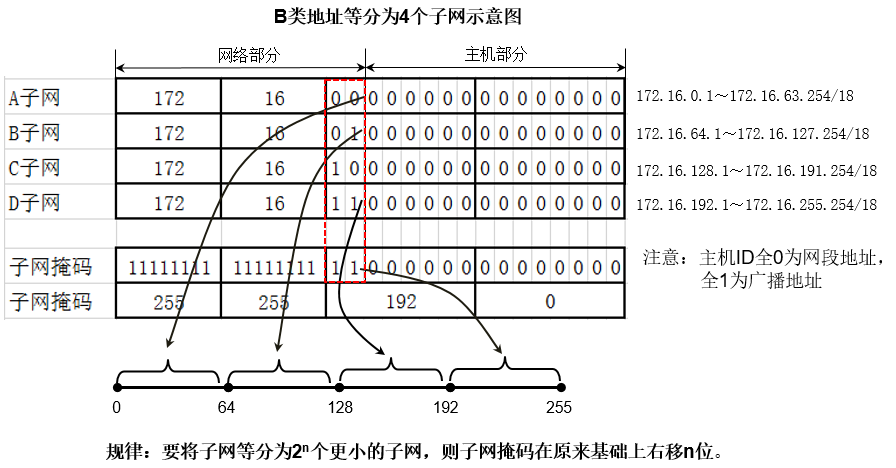 B类地址等分为4个子网示意图
网络部分 主机部分
A子网 172 16 0 0 0 0 0 0 0 0 0 0 0 0 0 0 0 0 172.16.0.1～172.16.63.254/18
B子网 172 16 0 1 0 0 0 0 0 0 0 0 0 0 0 0 0 0 172.16.64.1～172.16.127.254/18
C子网 172 16 1 0 0 0 0 0 0 0 0 0 0 0 0 0 0 0 172.16.128.1～172.16.191.254/18
D子网 172 16 1 1 0 0 0 0 0 0 0 0 0 0 0 0 0 0 172.16.192.1～172.16.255.254/18
子网掩码 11111111 11111111 1 1 0 0 0 0 0 0 0 0 0 0 0 0 0 0
子网掩码 255 255 192 0
注意：主机ID全0为网段地址，
全1为广播地址
0 64 128 192 255
规律：要将子网等分为2ⁿ个更小的子网，则子网掩码在原来基础上右移n位。